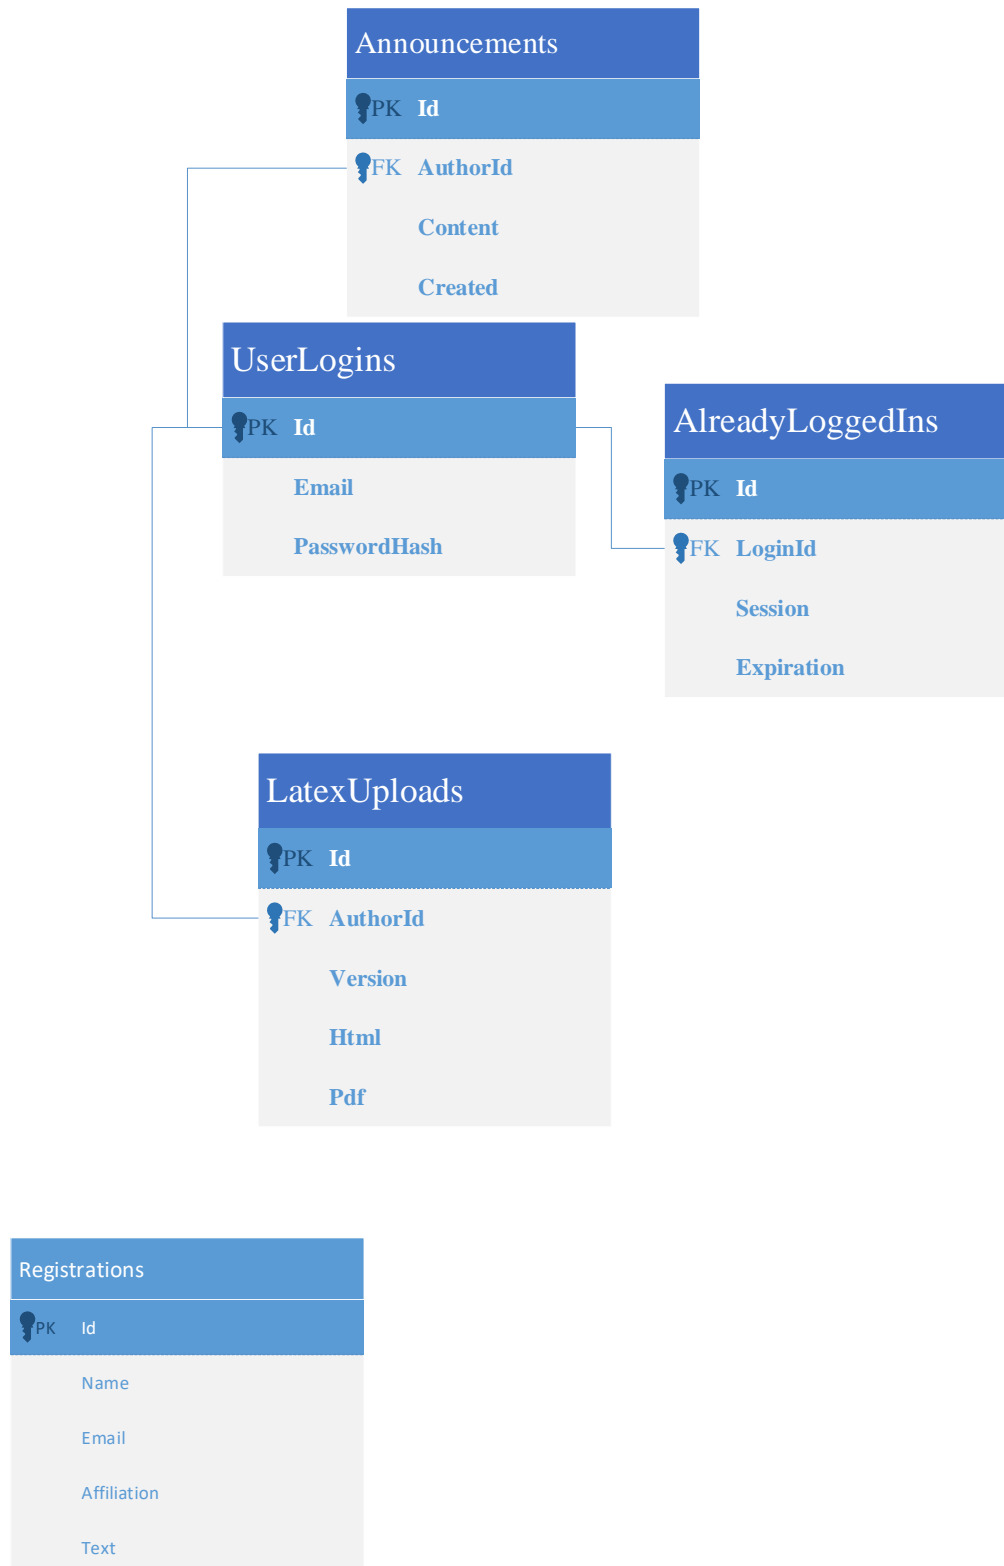 Announcements
PK Id
FK AuthorId
Content
Created
UserLogins
PK Id
Email
PasswordHash
AlreadyLoggedIns
PK Id
FK LoginId
Session
Expiration
LatexUploads
PK Id
FK AuthorId
Version
Html
Pdf
Registrations
PK Id
Name
Email
Affiliation
Text